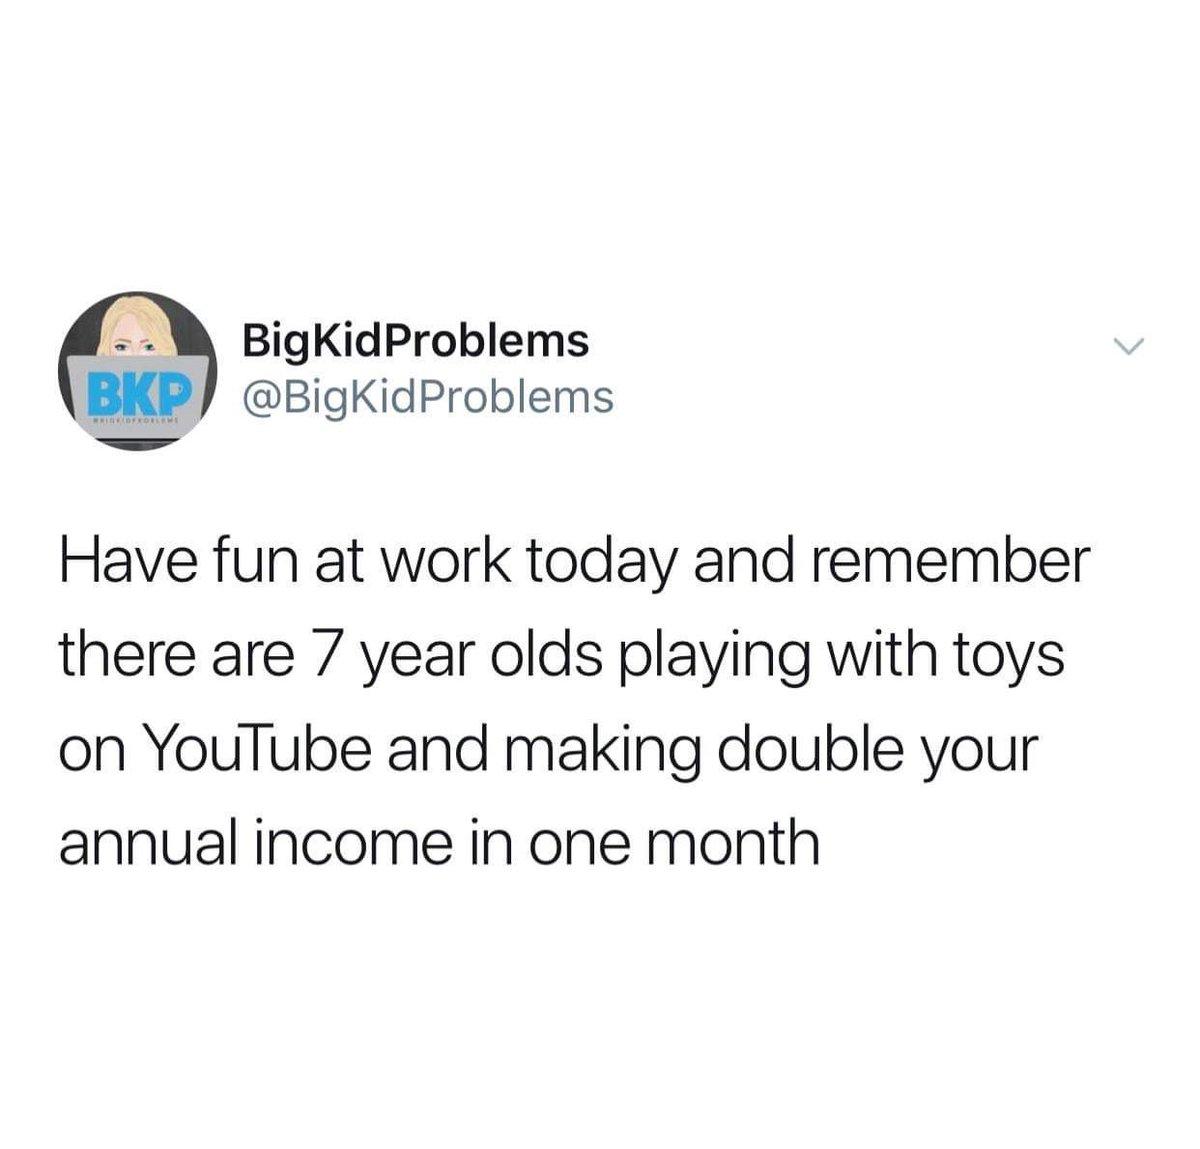 BigKidProblems
@BigKidProblems
BKP
@BIGKIDPROBLEMS
Have fun at work today and remember
there are 7 year olds playing with toys
on YouTube and making double your
annual income in one month